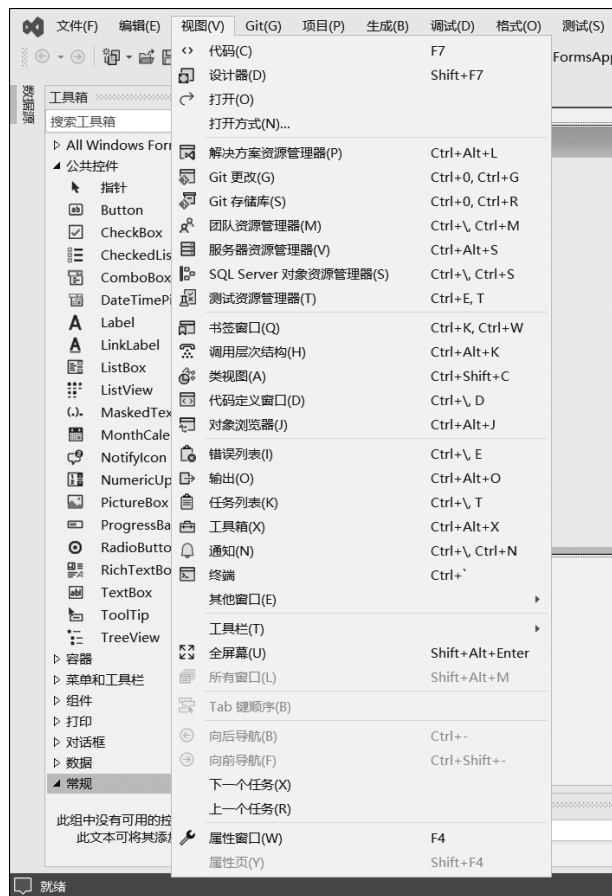 文件(F) 编辑(E) 视图(V) Git(G) 项目(P) 生成(B) 调试(D) 格式(O) 测试(S)
FormsApp
数据源
工具箱
搜索工具箱
All Windows Forr
公共控件
指针
Button
CheckBox
CheckedLis
ComboBox
DateTimePi
Label
LinkLabel
ListBox
ListView
MaskedTex
MonthCale
NotifyIcon
NumericUp
PictureBox
ProgressBa
RadioButto
RichTextBo
TextBox
ToolTip
TreeView
容器
菜单和工具栏
组件
打印
对话框
数据
常规
此组中没有可用的控
此文本可将其添加
代码(C) F7
设计器(D) Shift+F7
打开(O)
打开方式(N)...
解决方案资源管理器(P) Ctrl+Alt+L
Git 更改(G) Ctrl+0, Ctrl+G
Git 存储库(S) Ctrl+0, Ctrl+R
团队资源管理器(M) Ctrl+\, Ctrl+M
服务器资源管理器(V) Ctrl+Alt+S
SQL Server 对象资源管理器(S) Ctrl+\, Ctrl+S
测试资源管理器(T) Ctrl+E, T
书签窗口(Q) Ctrl+K, Ctrl+W
调用层次结构(H) Ctrl+Alt+K
类视图(A) Ctrl+Shift+C
代码定义窗口(D) Ctrl+\, D
对象浏览器(J) Ctrl+Alt+J
错误列表(I) Ctrl+\, E
输出(O) Ctrl+Alt+O
任务列表(K) Ctrl+\, T
工具箱(X) Ctrl+Alt+X
通知(N) Ctrl+\, Ctrl+N
终端 Ctrl+`
其他窗口(E)
工具栏(T)
全屏幕(U) Shift+Alt+Enter
所有窗口(L) Shift+Alt+M
Tab 键顺序(B)
向后导航(B) Ctrl+-
向前导航(F) Ctrl+Shift+-
下一个任务(X)
上一个任务(R)
属性窗口(W) F4
属性页(Y) Shift+F4
就绪